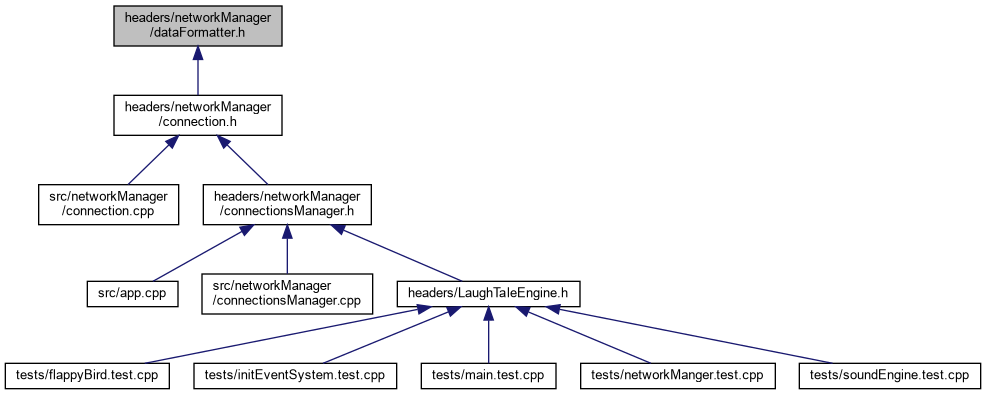 headers/networkManager
/dataFormatter.h
headers/networkManager
/connection.h
src/networkManager
/connection.cpp
headers/networkManager
/connectionsManager.h
src/app.cpp
src/networkManager
/connectionsManager.cpp
headers/LaughTaleEngine.h
tests/flappyBird.test.cpp
tests/initEventSystem.test.cpp
tests/main.test.cpp
tests/networkManger.test.cpp
tests/soundEngine.test.cpp